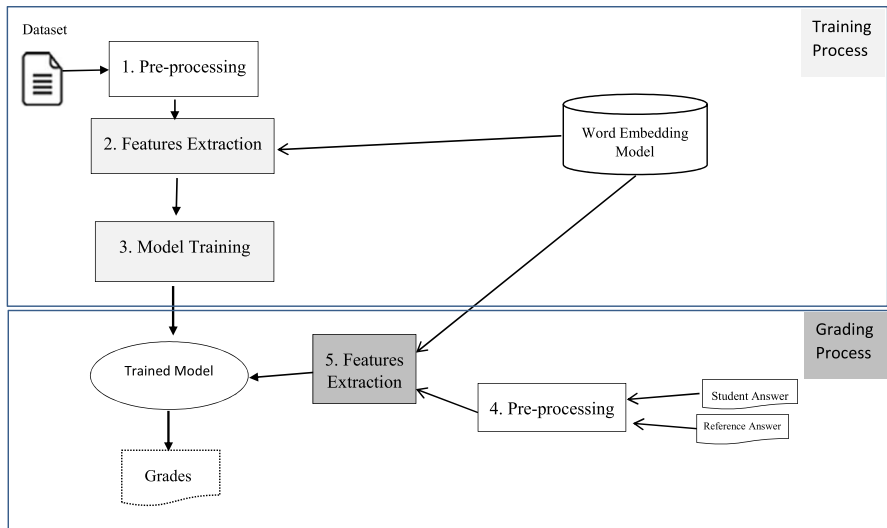 Dataset
Training
Process
1. Pre-processing
2. Features Extraction
Word Embedding
Model
3. Model Training
Grading
Process
Trained Model
5. Features
Extraction
4. Pre-processing
Student Answer
Reference Answer
Grades